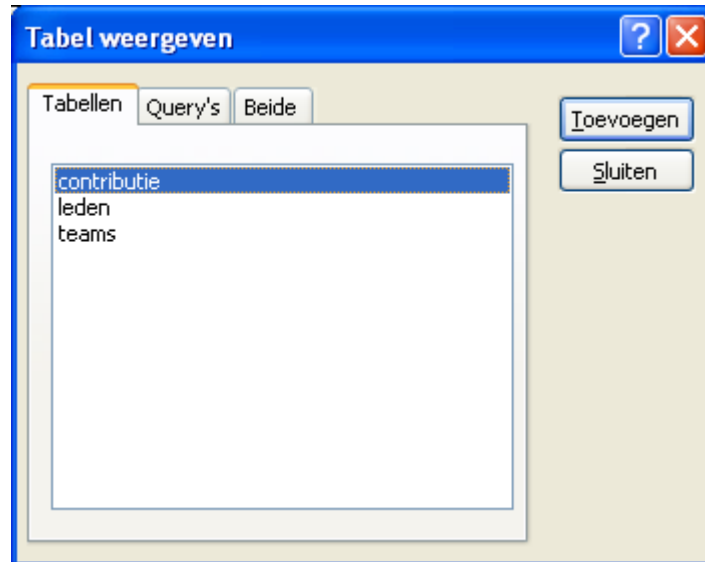 Tabel weergeven
Tabellen Query's Beide
Toevoegen
Sluiten
contributie
leden
teams